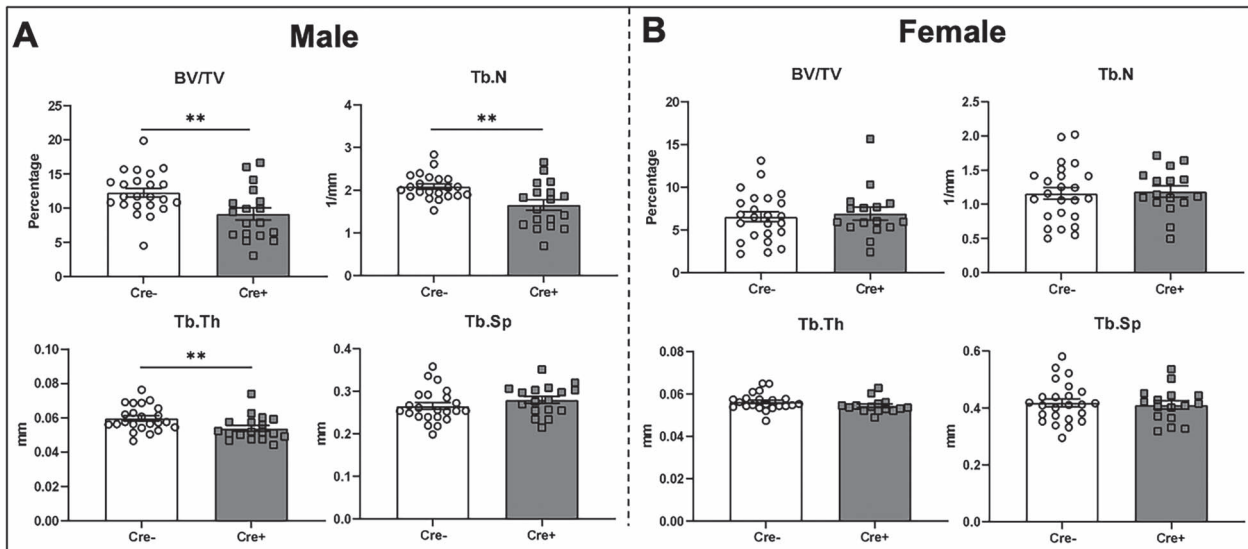 A Male
BV/TV
Percentage
25
20
15
10
5
0
**
Cre- Cre+
Tb.N
1/mm
4
3
2
1
0
**
Cre- Cre+
Tb.Th
mm
0.10
0.08
0.06
0.04
0.02
0.00
**
Cre- Cre+
Tb.Sp
mm
0.4
0.3
0.2
0.1
0.0
Cre- Cre+
B Female
BV/TV
Percentage
20
15
10
5
0
Cre- Cre+
Tb.N
1/mm
2.5
2.0
1.5
1.0
0.5
0.0
Cre- Cre+
Tb.Th
mm
0.08
0.06
0.04
0.02
0.00
Cre- Cre+
Tb.Sp
mm
0.6
0.4
0.2
0.0
Cre- Cre+